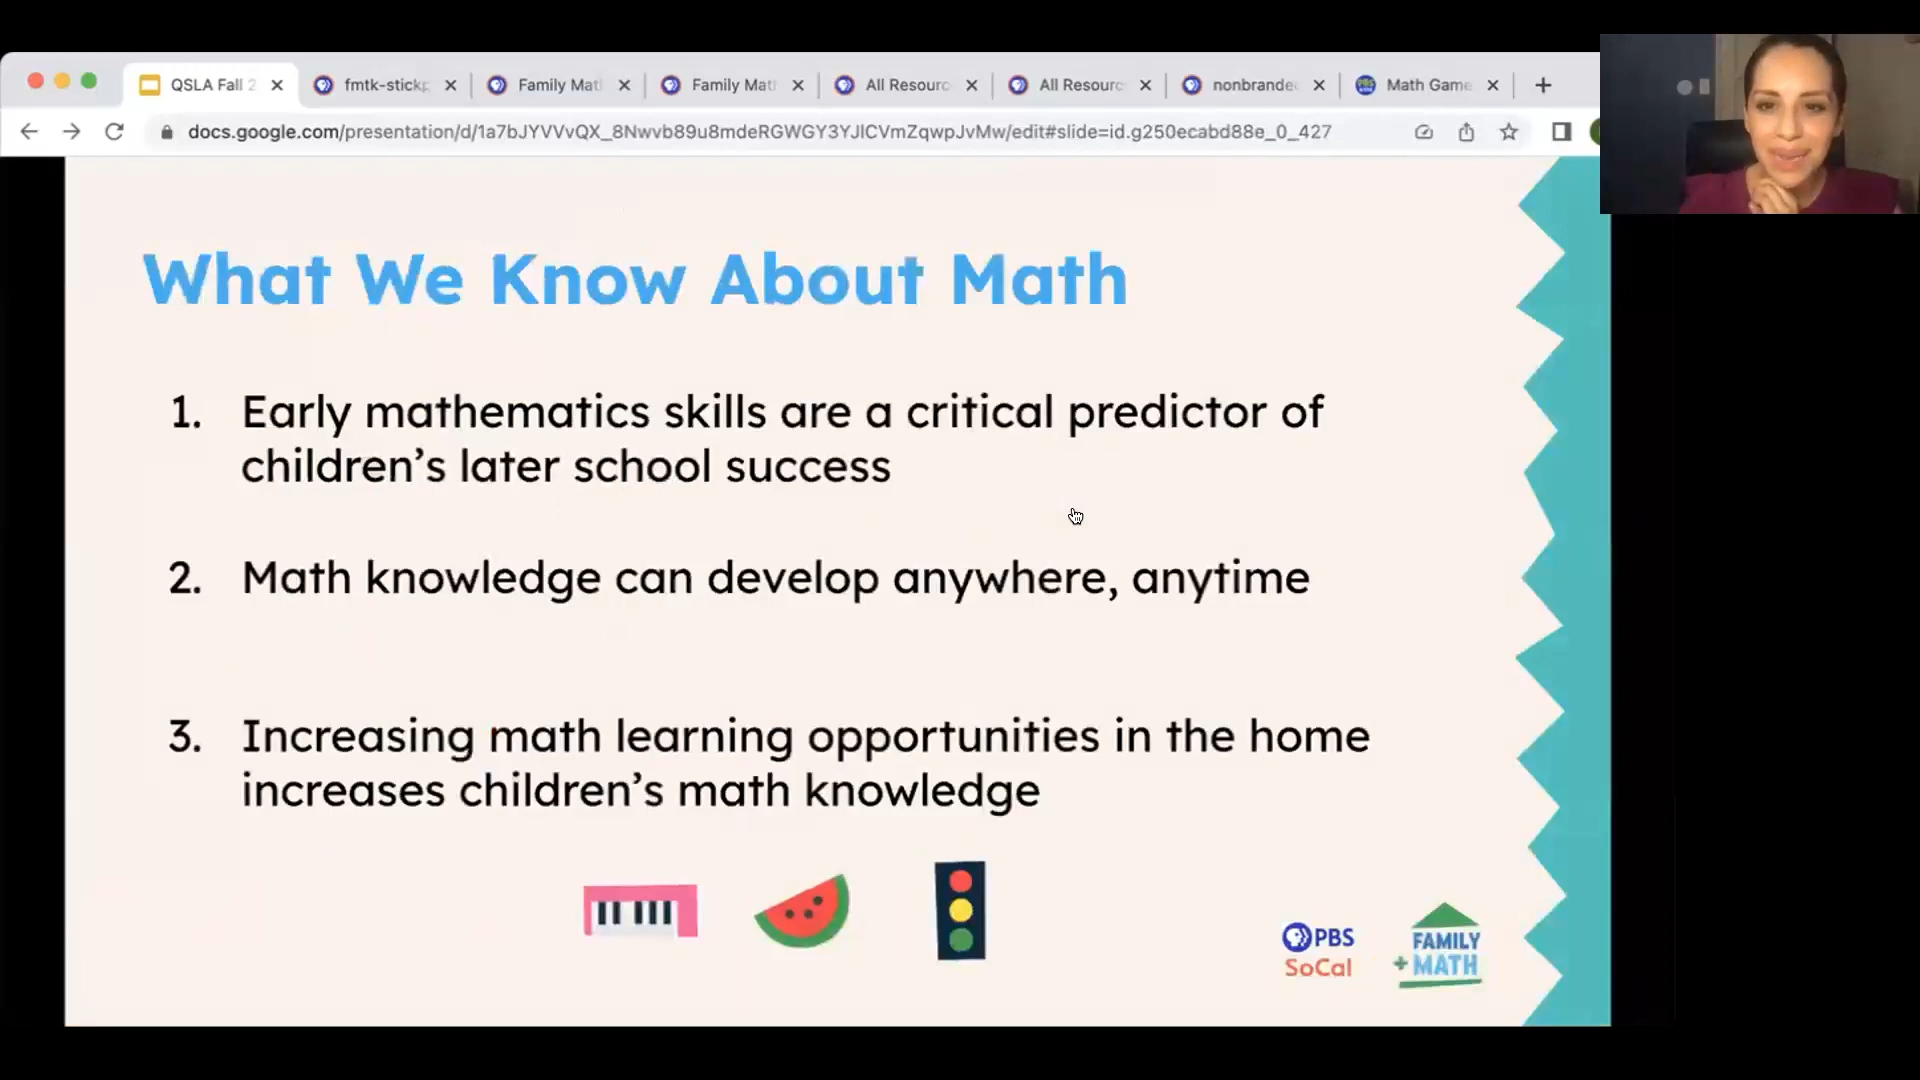 QSLA Fall 2
fmtk-stickp
Family Mat
Family Mat
All Resourc
All Resourc
nonbranded
Math Game
docs.google.com/presentation/d/1a7bJYVVvQX_8Nwvb89u8mdeRGWGY3YJlCVmZqwpJvMw/edit#slide=id.g250ecabd88e_0_427
What We Know About Math
1. Early mathematics skills are a critical predictor of
children's later school success
2. Math knowledge can develop anywhere, anytime
3. Increasing math learning opportunities in the home
increases children's math knowledge
PBS
SoCal
FAMILY
+ MATH